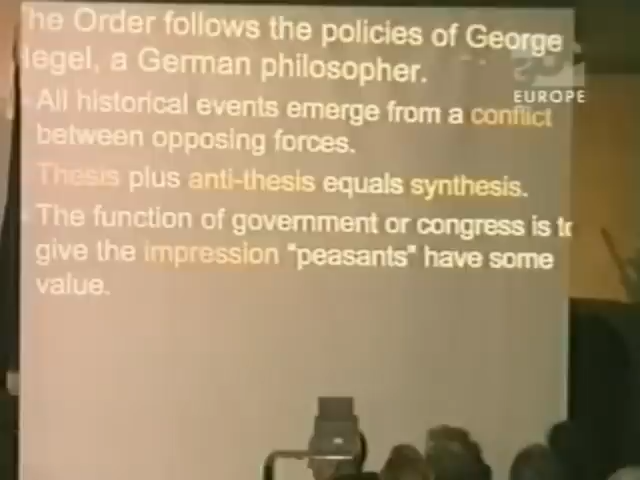 he Order follows the policies of George
egel, a German philosopher.
All historical events emerge from a conflict
between opposing forces.
Thesis plus anti-thesis equals synthesis.
The function of government or congress is to
give the impression "peasants" have some
value.
EUROPE